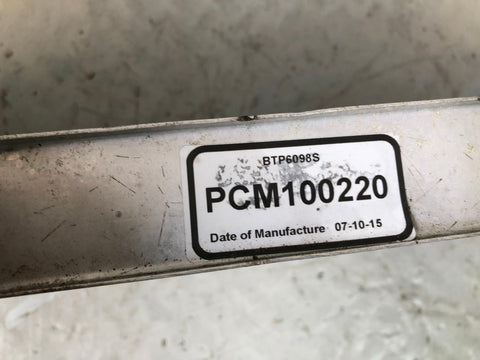 BTP6098S
PCM100220
Date of Manufacture 07-10-15